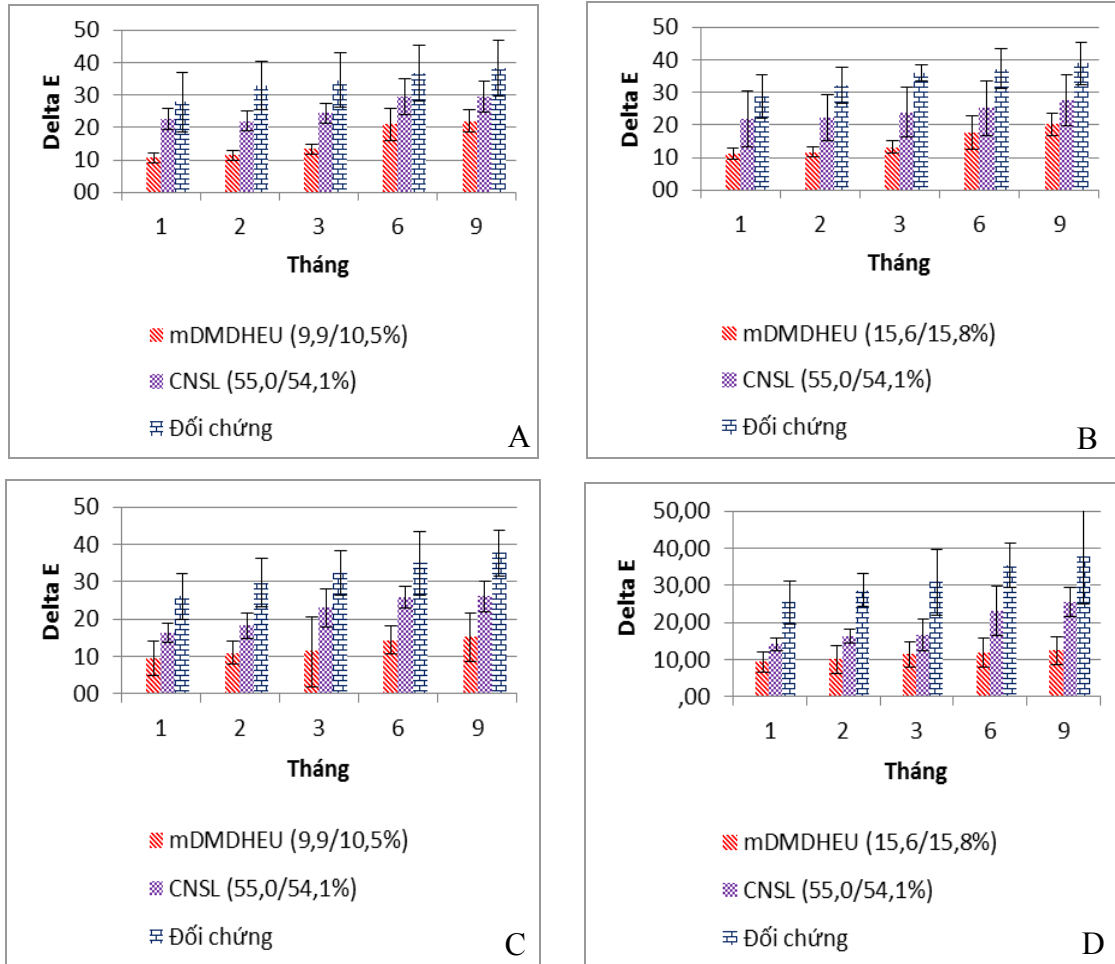 50
40
30
20
10
00
Delta E
1 2 3 6 9
Tháng
mDMDHEU (9,9/10,5%)
CNSL (55,0/54,1%)
Đối chứng
A
50
40
30
20
10
00
Delta E
1 2 3 6 9
Tháng
mDMDHEU (15,6/15,8%)
CNSL (55,0/54,1%)
Đối chứng
B
50
40
30
20
10
00
Delta E
1 2 3 6 9
Tháng
mDMDHEU (9,9/10,5%)
CNSL (55,0/54,1%)
Đối chứng
C
50,00
40,00
30,00
20,00
10,00
,00
Delta E
1 2 3 6 9
Tháng
mDMDHEU (15,6/15,8%)
CNSL (55,0/54,1%)
Đối chứng
D